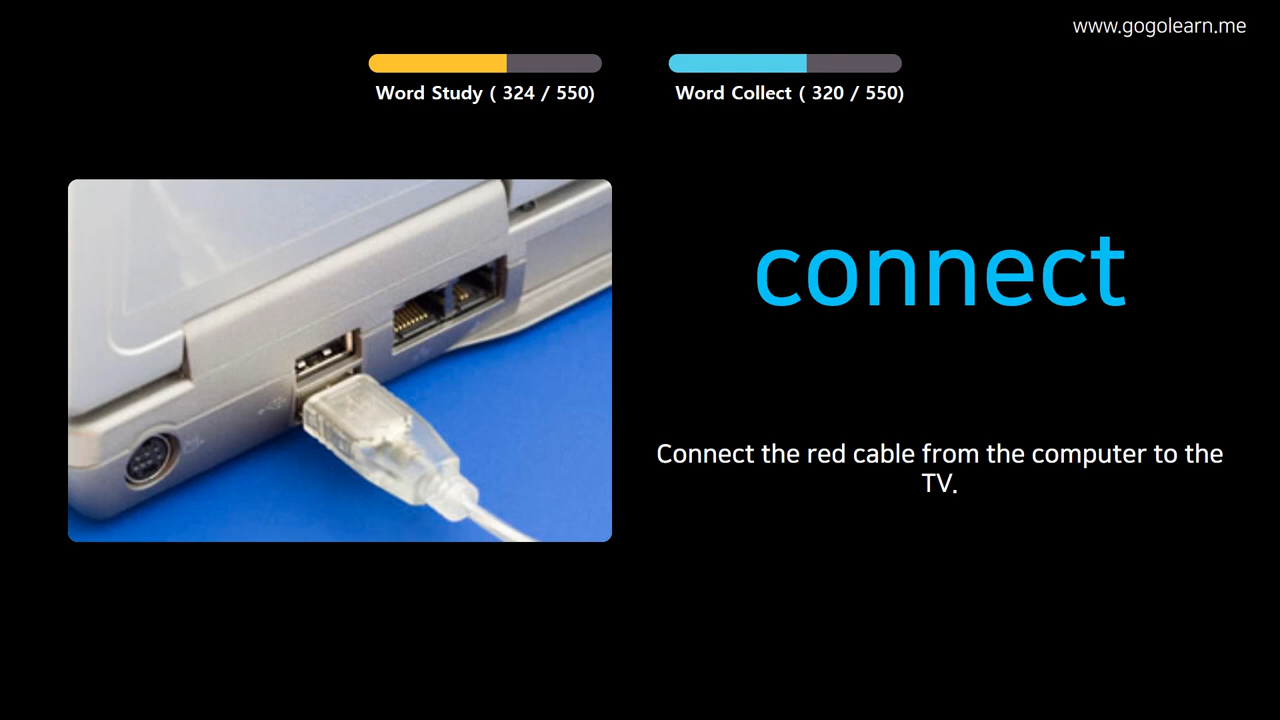 www.gogolearn.me
Word Study ( 324 / 550)
Word Collect ( 320 / 550)
connect
Connect the red cable from the computer to the
TV.